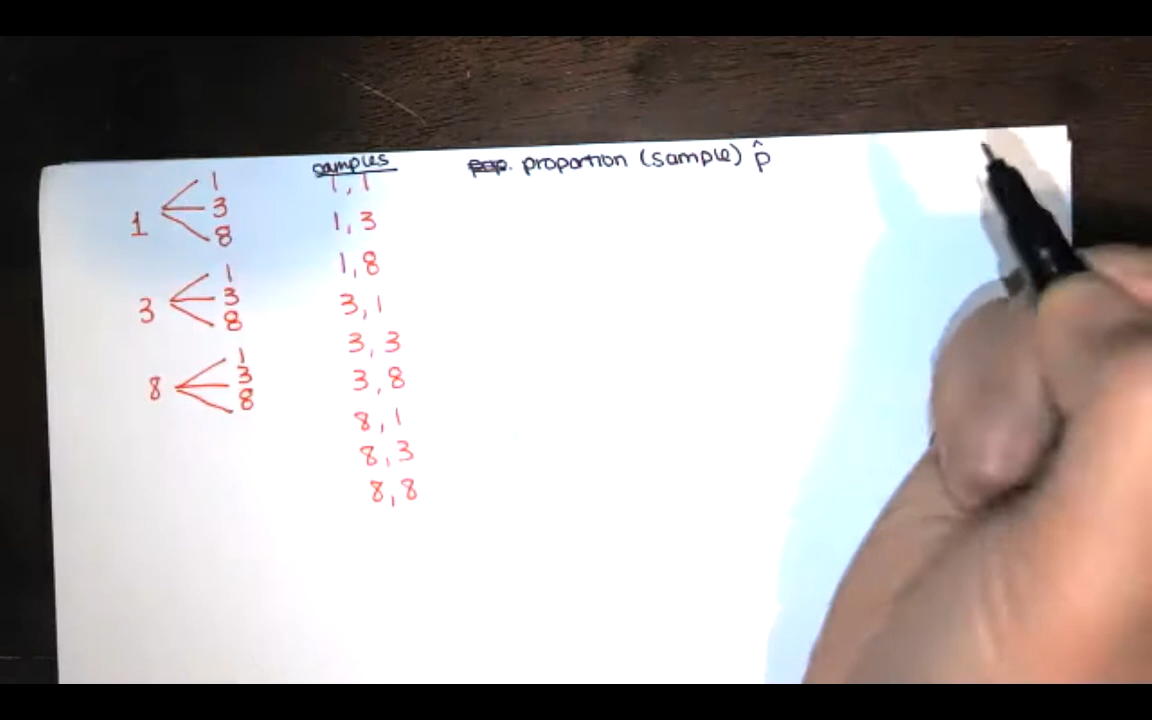 samples proportion (sample) p̂
1 1 1, 1
3 1, 3
8 1, 8
3 1 3, 1
3 3, 3
8 3, 8
8 1 8, 1
3 8, 3
8 8, 8